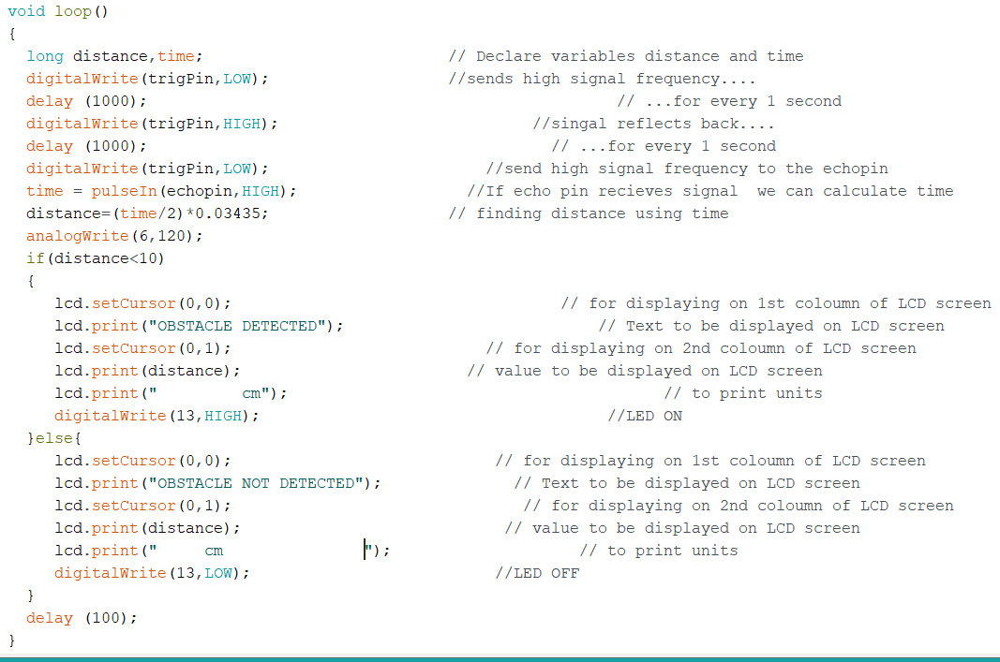 void loop()
{
long distance,time; // Declare variables distance and time
digitalWrite(trigPin,LOW); //sends high signal frequency....
delay (1000); // ...for every 1 second
digitalWrite(trigPin,HIGH); //singal reflects back....
delay (1000); // ...for every 1 second
digitalWrite(trigPin,LOW); //send high signal frequency to the echopin
time = pulseIn(echopin,HIGH); //If echo pin recieves signal  we can calculate time
distance=(time/2)*0.03435; // finding distance using time
analogWrite(6,120);
if(distance<10)
{
lcd.setCursor(0,0); // for displaying on 1st coloumn of LCD screen
lcd.print("OBSTACLE DETECTED"); // Text to be displayed on LCD screen
lcd.setCursor(0,1); // for displaying on 2nd coloumn of LCD screen
lcd.print(distance); // value to be displayed on LCD screen
lcd.print("         cm"); // to print units
digitalWrite(13,HIGH); //LED ON
}else{
lcd.setCursor(0,0); // for displaying on 1st coloumn of LCD screen
lcd.print("OBSTACLE NOT DETECTED"); // Text to be displayed on LCD screen
lcd.setCursor(0,1); // for displaying on 2nd coloumn of LCD screen
lcd.print(distance); // value to be displayed on LCD screen
lcd.print("     cm               "); // to print units
digitalWrite(13,LOW); //LED OFF
}
delay (100);
}